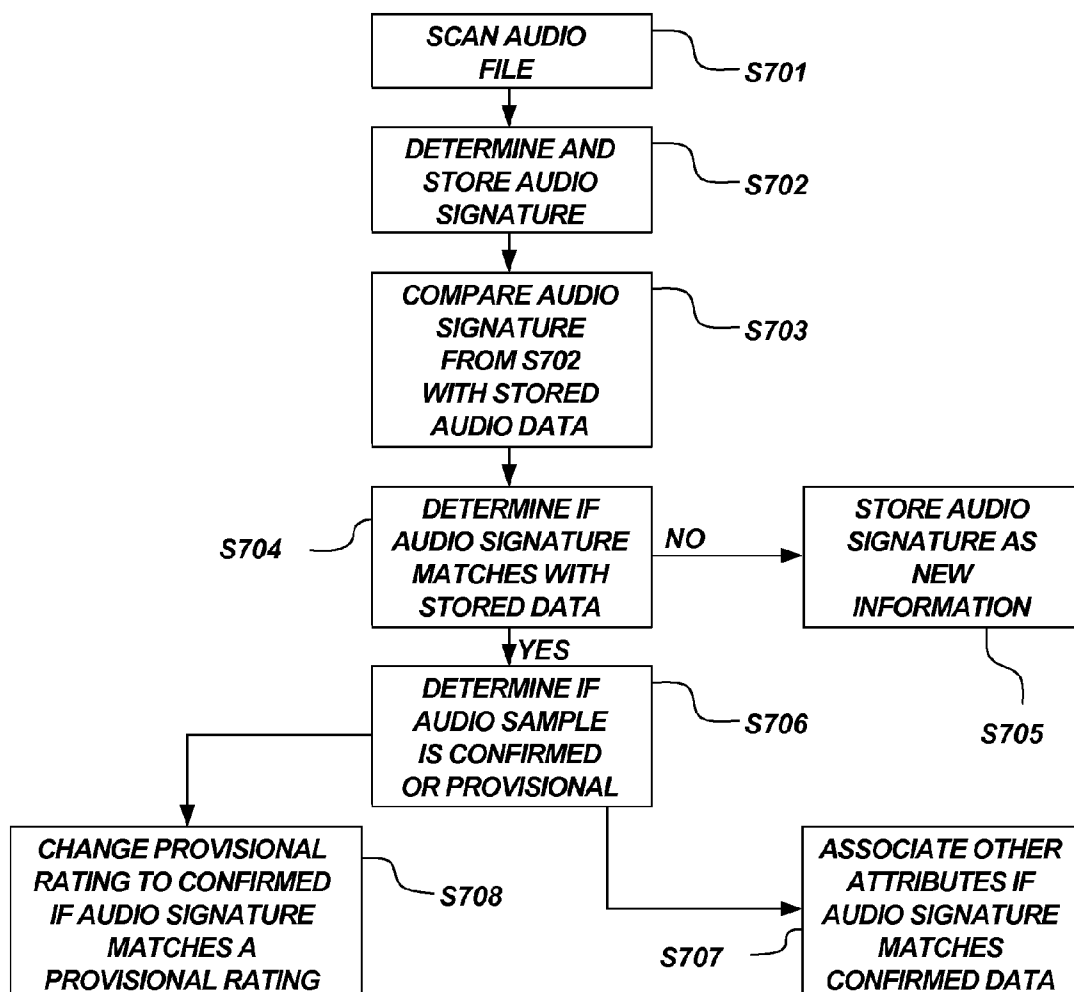 SCAN AUDIO
FILE
S701
DETERMINE AND
STORE AUDIO
SIGNATURE
S702
COMPARE AUDIO
SIGNATURE
FROM S702
WITH STORED
AUDIO DATA
S703
DETERMINE IF
AUDIO SIGNATURE
MATCHES WITH
STORED DATA
S704
NO
STORE AUDIO
SIGNATURE AS
NEW
INFORMATION
S705
YES
DETERMINE IF
AUDIO SAMPLE
IS CONFIRMED
OR PROVISIONAL
S706
CHANGE PROVISIONAL
RATING TO CONFIRMED
IF AUDIO SIGNATURE
MATCHES A
PROVISIONAL RATING
S708
ASSOCIATE OTHER
ATTRIBUTES IF
AUDIO SIGNATURE
MATCHES
CONFIRMED DATA
S707